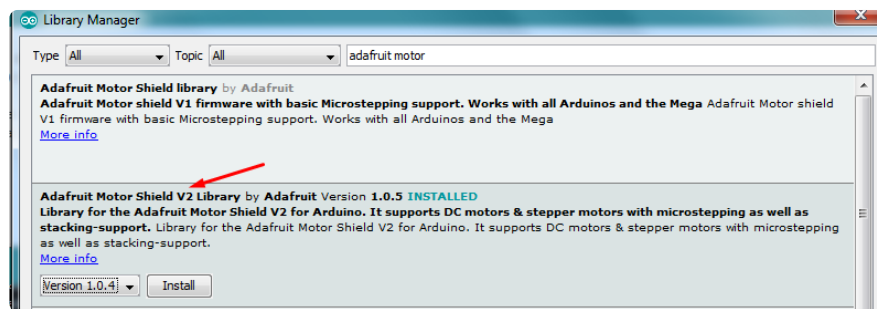 Library Manager
Type All Topic All adafruit motor
Adafruit Motor Shield library by Adafruit
Adafruit Motor shield V1 firmware with basic Microstepping support. Works with all Arduinos and the Mega Adafruit Motor shield
V1 firmware with basic Microstepping support. Works with all Arduinos and the Mega
More info
Adafruit Motor Shield V2 Library by Adafruit Version 1.0.5 INSTALLED
Library for the Adafruit Motor Shield V2 for Arduino. It supports DC motors & stepper motors with microstepping as well as
stacking-support. Library for the Adafruit Motor Shield V2 for Arduino. It supports DC motors & stepper motors with microstepping
as well as stacking-support.
More info
Version 1.0.4 Install